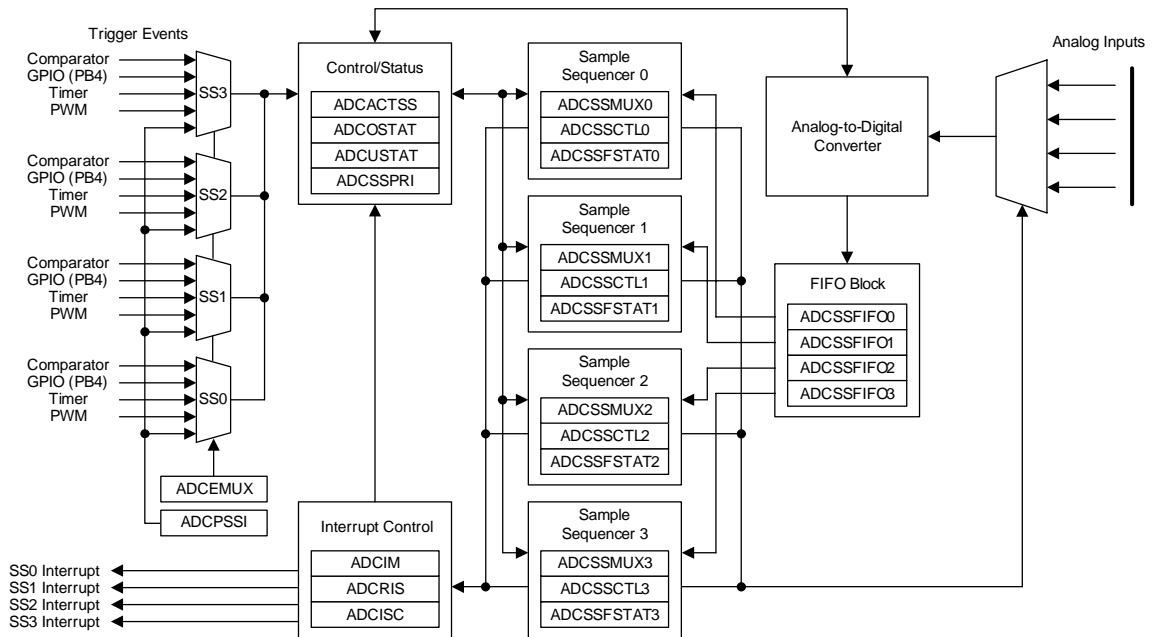 Trigger Events
Comparator
GPIO (PB4)
Timer
PWM
SS3
Comparator
GPIO (PB4)
Timer
PWM
SS2
Comparator
GPIO (PB4)
Timer
PWM
SS1
Comparator
GPIO (PB4)
Timer
PWM
SS0
ADCEMUX
ADCPSSI
Control/Status
ADCACTSS
ADCOSTAT
ADCUSTAT
ADCSSPRI
Interrupt Control
ADCIM
ADCRIS
ADCISC
SS0 Interrupt
SS1 Interrupt
SS2 Interrupt
SS3 Interrupt
Sample
Sequencer 0
ADCSSMUX0
ADCSSCTL0
ADCSSFSTAT0
Sample
Sequencer 1
ADCSSMUX1
ADCSSCTL1
ADCSSFSTAT1
Sample
Sequencer 2
ADCSSMUX2
ADCSSCTL2
ADCSSFSTAT2
Sample
Sequencer 3
ADCSSMUX3
ADCSSCTL3
ADCSSFSTAT3
Analog-to-Digital
Converter
FIFO Block
ADCSSFIFO0
ADCSSFIFO1
ADCSSFIFO2
ADCSSFIFO3
Analog Inputs